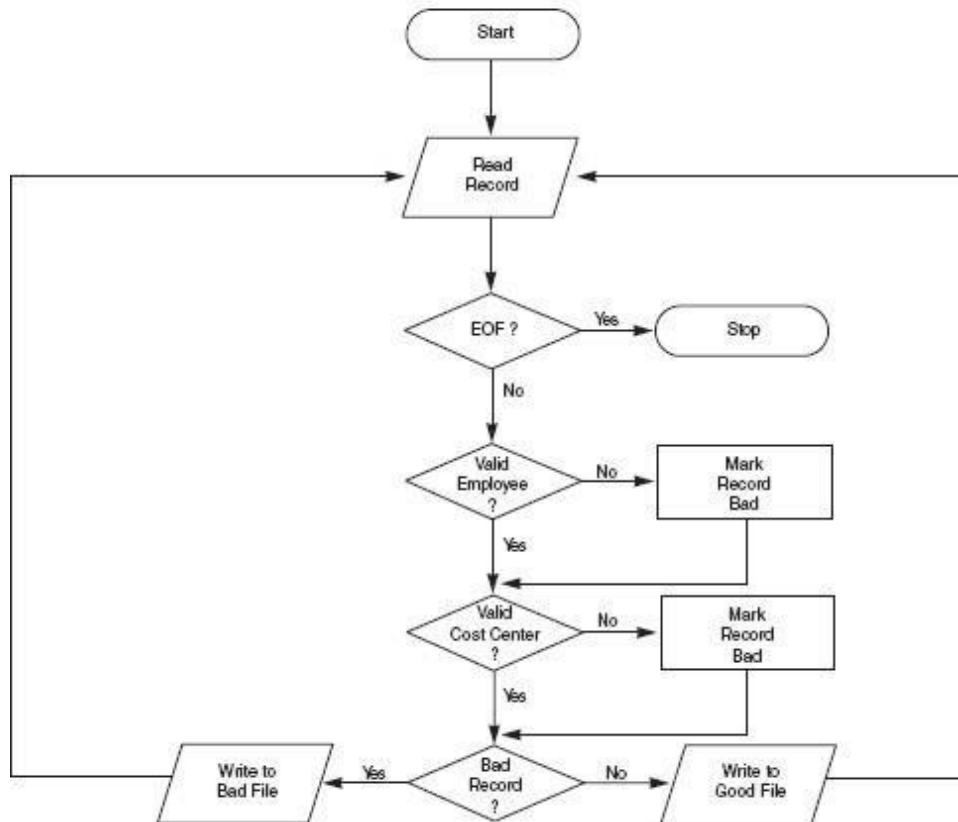 Start
Read
Record
EOF ?
Yes
Stop
No
Valid
Employee
?
No
Mark
Record
Bad
Yes
Valid
Cost Center
?
No
Mark
Record
Bad
Yes
Write to
Bad File
Yes
Bad
Record
?
No
Write to
Good File